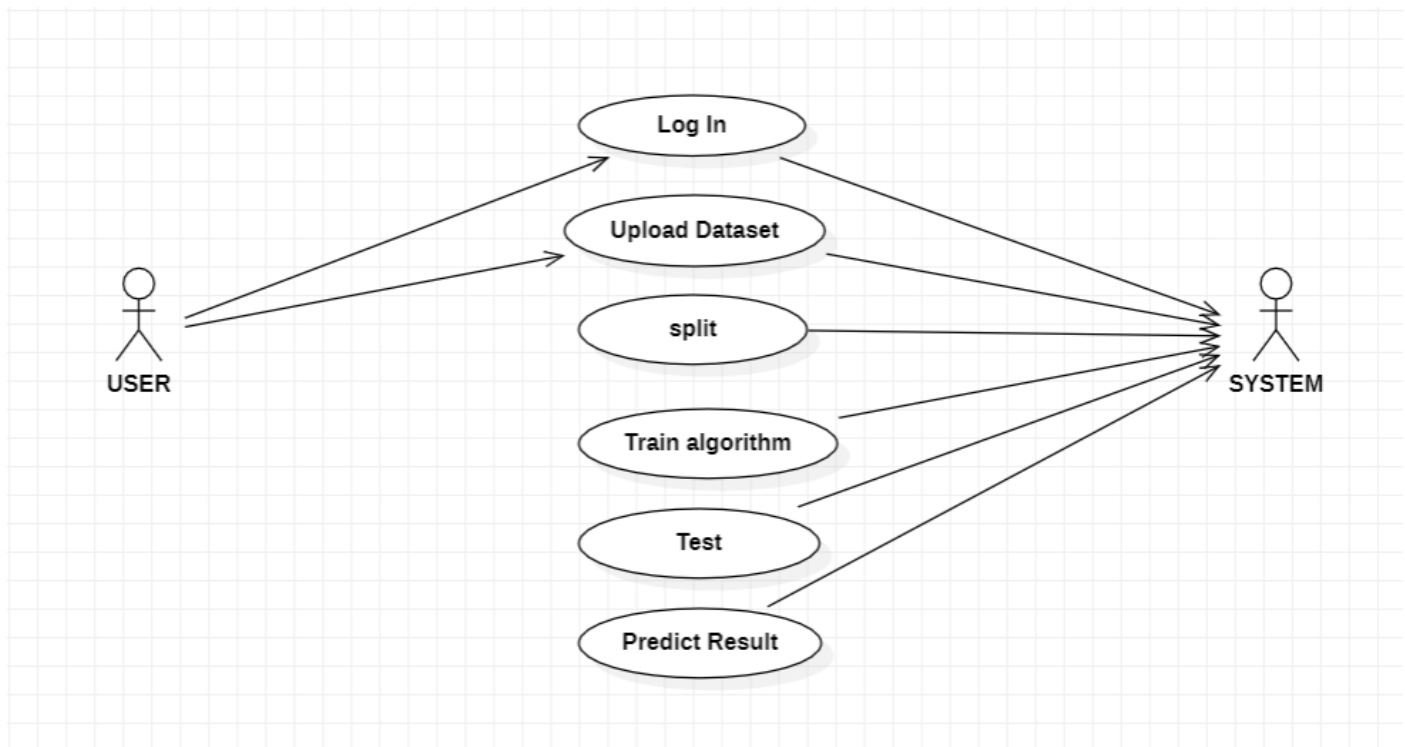 Log In
Upload Dataset
split
USER
SYSTEM
Train algorithm
Test
Predict Result